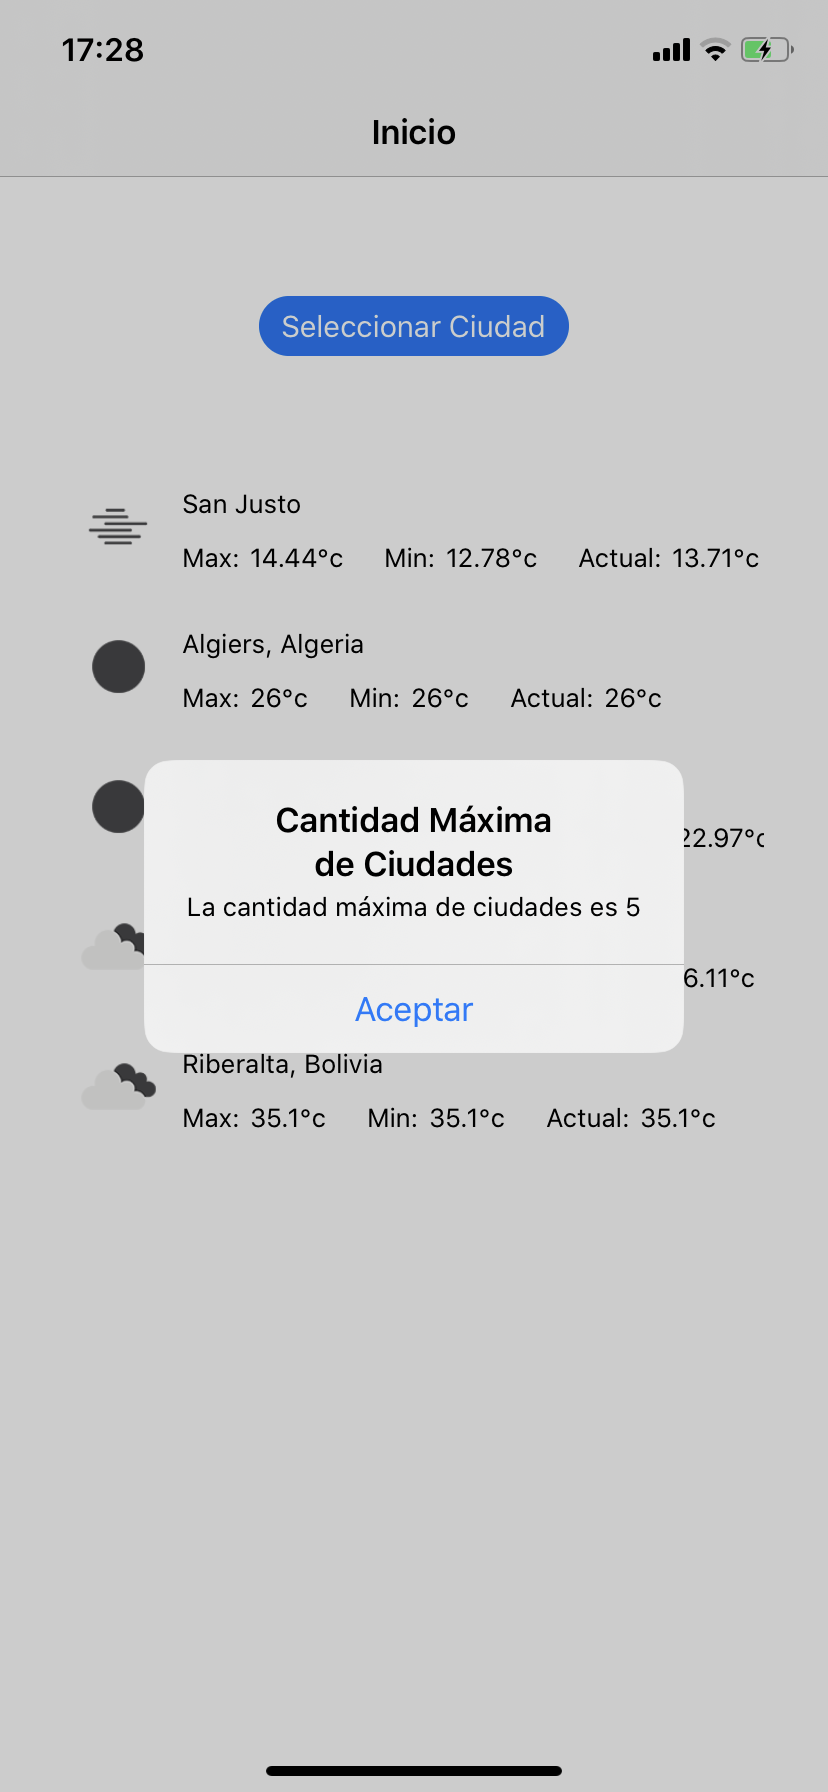 17:28
Inicio
Seleccionar Ciudad
San Justo
Max: 14.44°c Min: 12.78°c Actual: 13.71°c
Algiers, Algeria
Max: 26°c Min: 26°c Actual: 26°c
22.97°c
Cantidad Máxima
de Ciudades
La cantidad máxima de ciudades es 5
6.11°c
Aceptar
Riberalta, Bolivia
Max: 35.1°c Min: 35.1°c Actual: 35.1°c